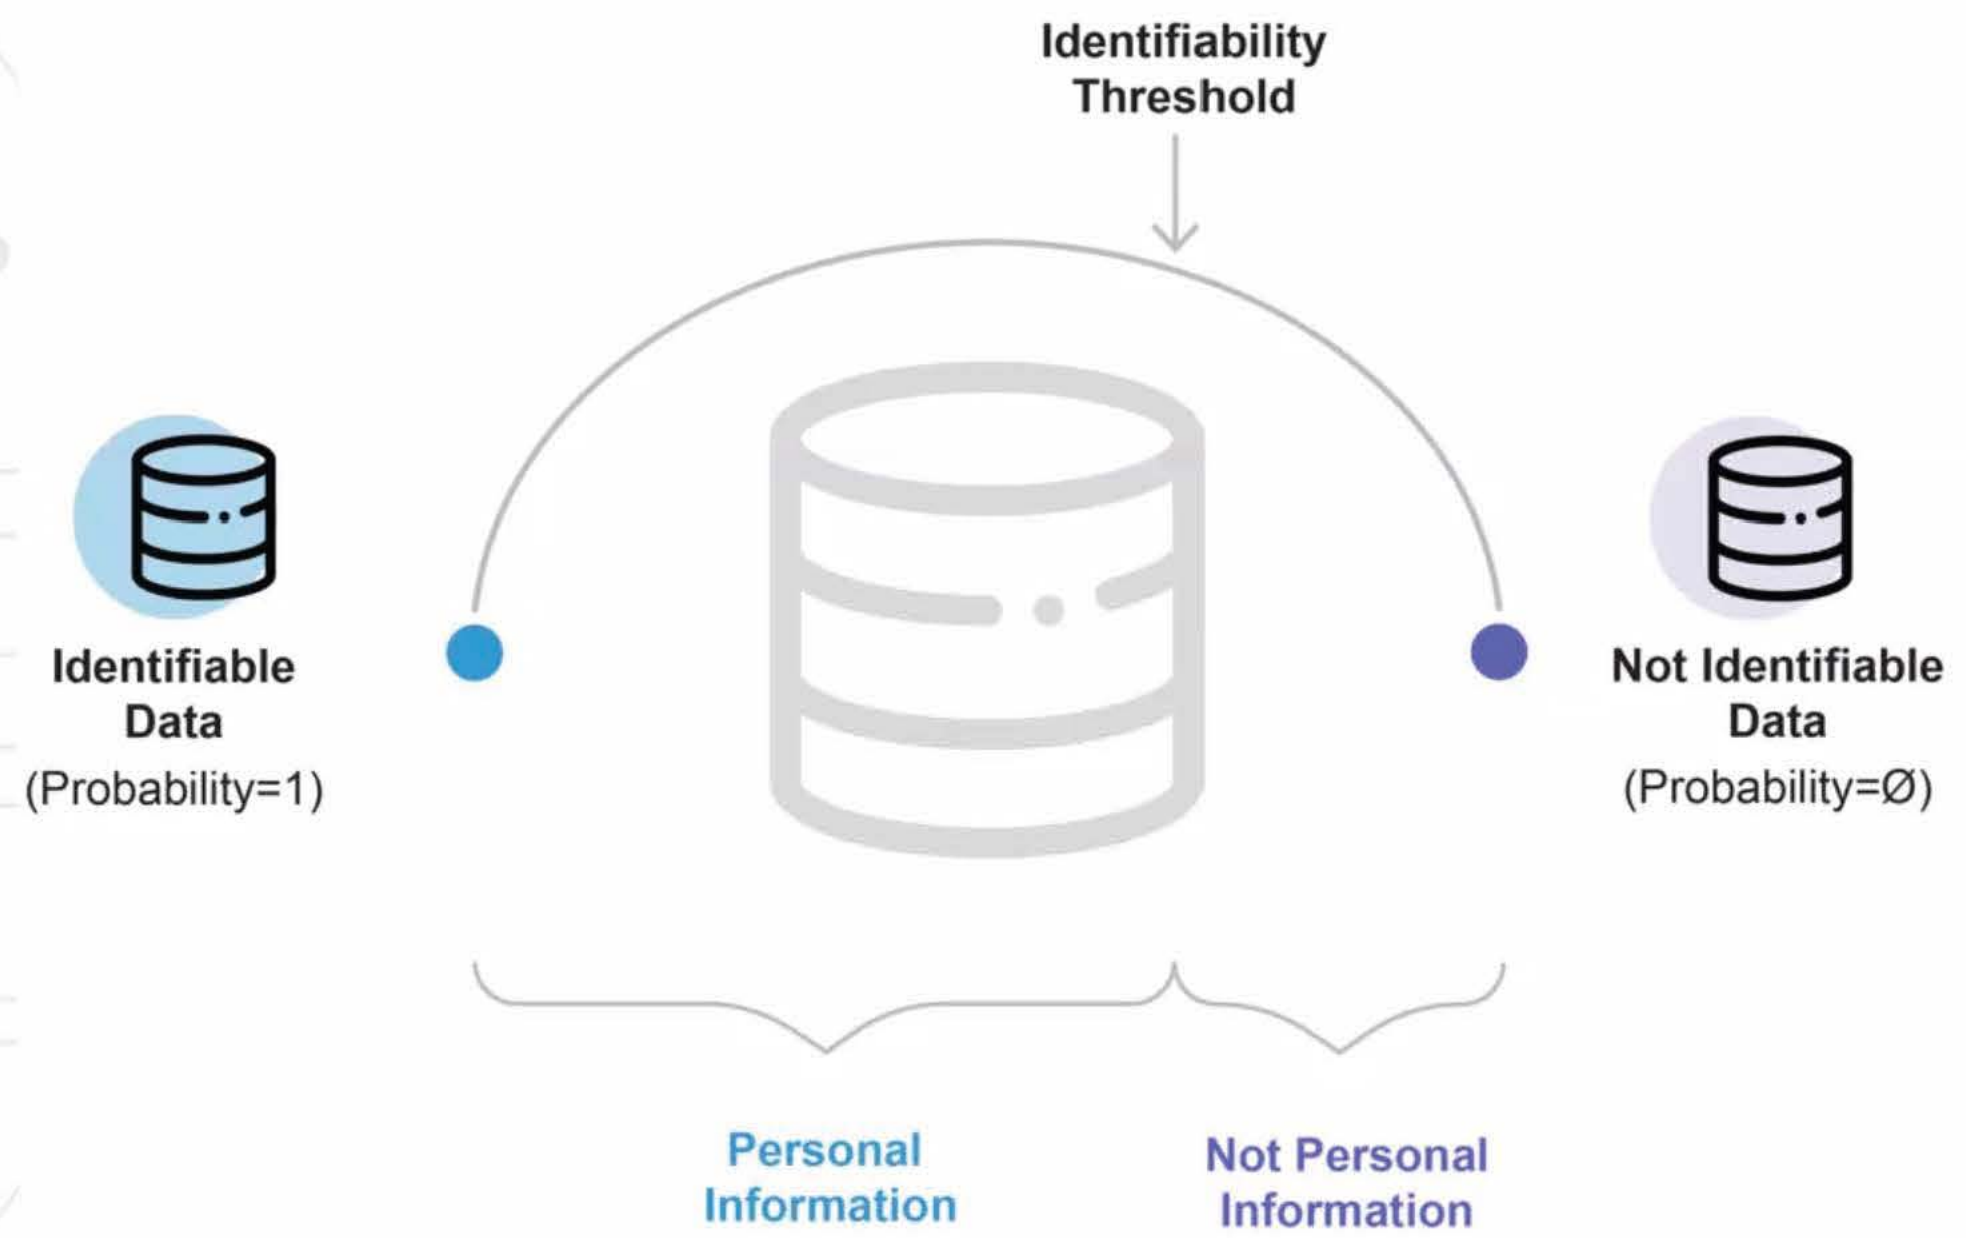 Identifiability
Threshold
Identifiable
Data
(Probability=1)
Not Identifiable
Data
(Probability=Ø)
Personal
Information
Not Personal
Information